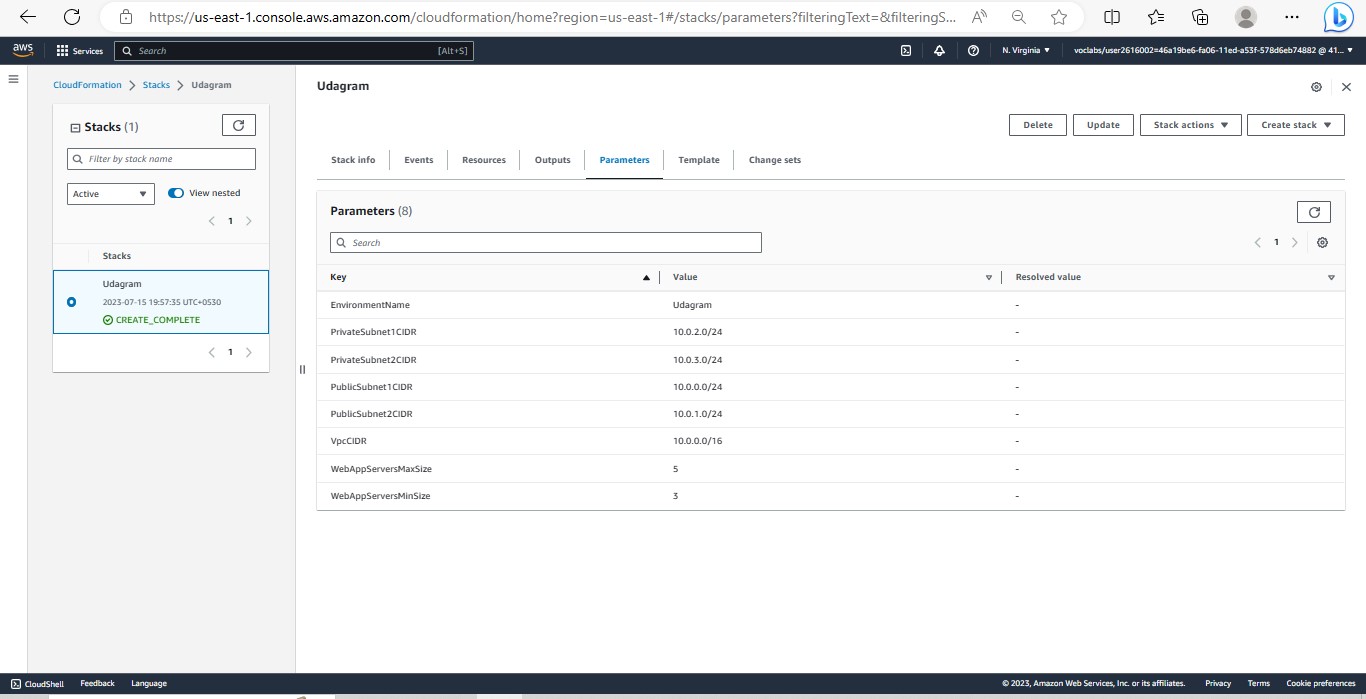 https://us-east-1.console.aws.amazon.com/cloudformation/home?region=us-east-1#/stacks/parameters?filteringText=&filteringS...
aws Services Search [Alt+S] N. Virginia voclabs/user2616002=46a19be6-fa06-11ed-a53f-578d6eb74882 @ 41...
CloudFormation Stacks Udagram
Stacks (1)
Filter by stack name
Active View nested
1
Stacks
Udagram
2023-07-15 19:57:35 UTC+0530
CREATE_COMPLETE
1
Udagram
Delete Update Stack actions Create stack
Stack info Events Resources Outputs Parameters Template Change sets
Parameters (8)
Search 1
Key Value Resolved value
EnvironmentName Udagram -
PrivateSubnet1CIDR 10.0.2.0/24 -
PrivateSubnet2CIDR 10.0.3.0/24 -
PublicSubnet1CIDR 10.0.0.0/24 -
PublicSubnet2CIDR 10.0.1.0/24 -
VpcCIDR 10.0.0.0/16 -
WebAppServersMaxSize 5 -
WebAppServersMinSize 3 -
CloudShell Feedback Language © 2023, Amazon Web Services, Inc. or its affiliates. Privacy Terms Cookie preferences